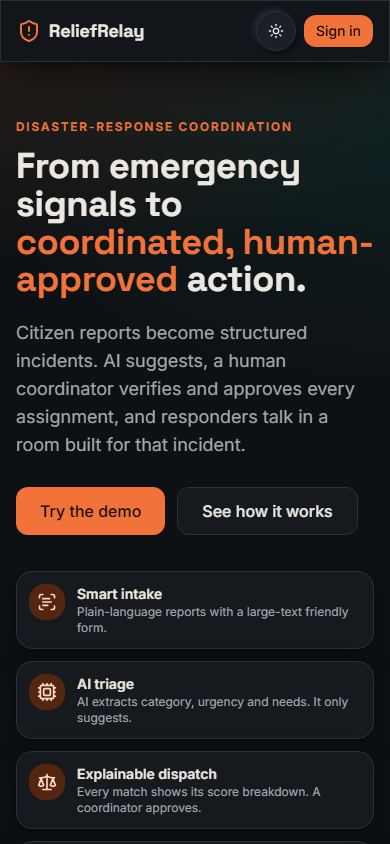 ReliefRelay
Sign in
DISASTER-RESPONSE COORDINATION
From emergency
signals to
coordinated, human-
approved action.
Citizen reports become structured
incidents. AI suggests, a human
coordinator verifies and approves every
assignment, and responders talk in a
room built for that incident.
Try the demo
See how it works
Smart intake
Plain-language reports with a large-text friendly
form.
AI triage
AI extracts category, urgency and needs. It only
suggests.
Explainable dispatch
Every match shows its score breakdown. A
coordinator approves.